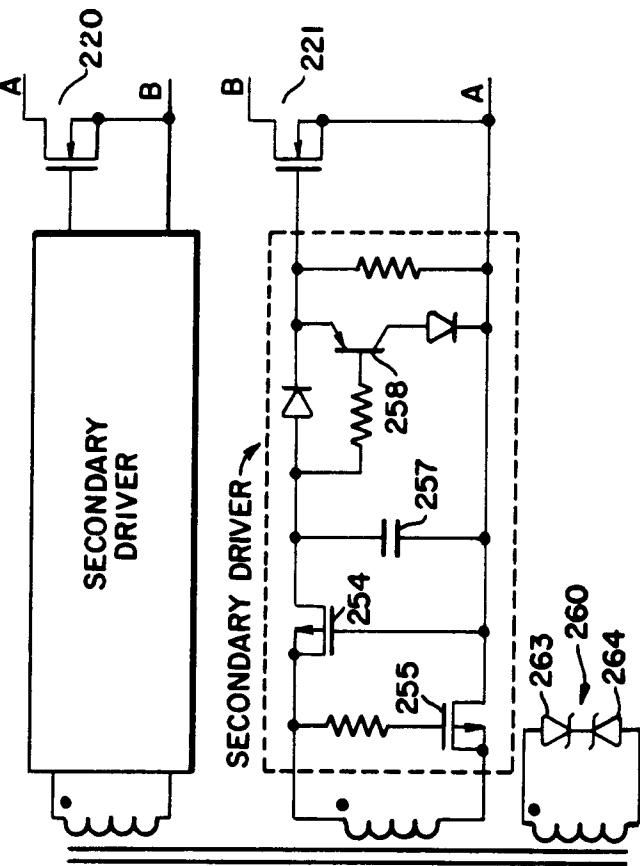 A
220
B
SECONDARY
DRIVER
B
221
A
SECONDARY DRIVER
258
257
254
255
263
260
264